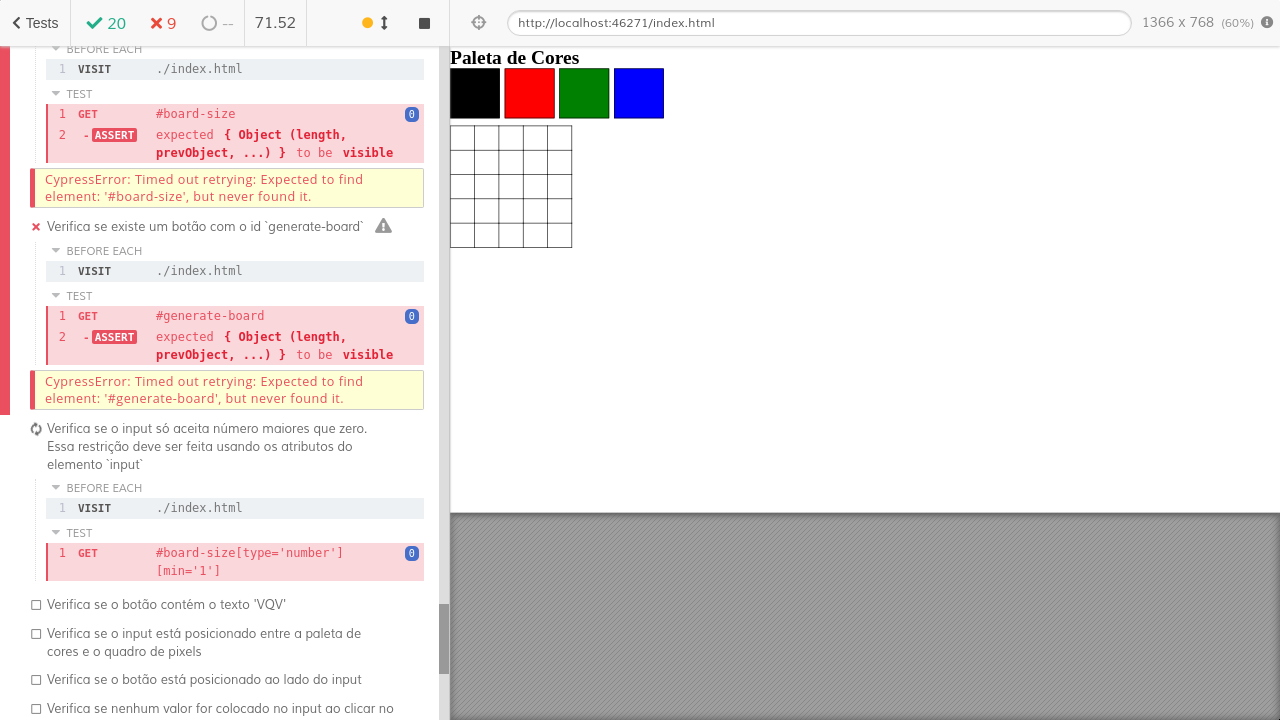 Tests 20 9 -- 71.52
http://localhost:46271/index.html 1366 x 768 (60%)
BEFORE EACH
1 VISIT ./index.html
TEST
1 GET #board-size 0
2 -ASSERT expected { Object (length,
prevObject, ...) } to be visible
CypressError: Timed out retrying: Expected to find
element: '#board-size', but never found it.
Verifica se existe um botão com o id `generate-board`
BEFORE EACH
1 VISIT ./index.html
TEST
1 GET #generate-board 0
2 -ASSERT expected { Object (length,
prevObject, ...) } to be visible
CypressError: Timed out retrying: Expected to find
element: '#generate-board', but never found it.
Verifica se o input só aceita número maiores que zero.
Essa restrição deve ser feita usando os atributos do
elemento `input`
BEFORE EACH
1 VISIT ./index.html
TEST
1 GET #board-size[type='number'] 0
[min='1']
Verifica se o botão contém o texto 'VQV'
Verifica se o input está posicionado entre a paleta de
cores e o quadro de pixels
Verifica se o botão está posicionado ao lado do input
Verifica se nenhum valor for colocado no input ao clicar no
Paleta de Cores